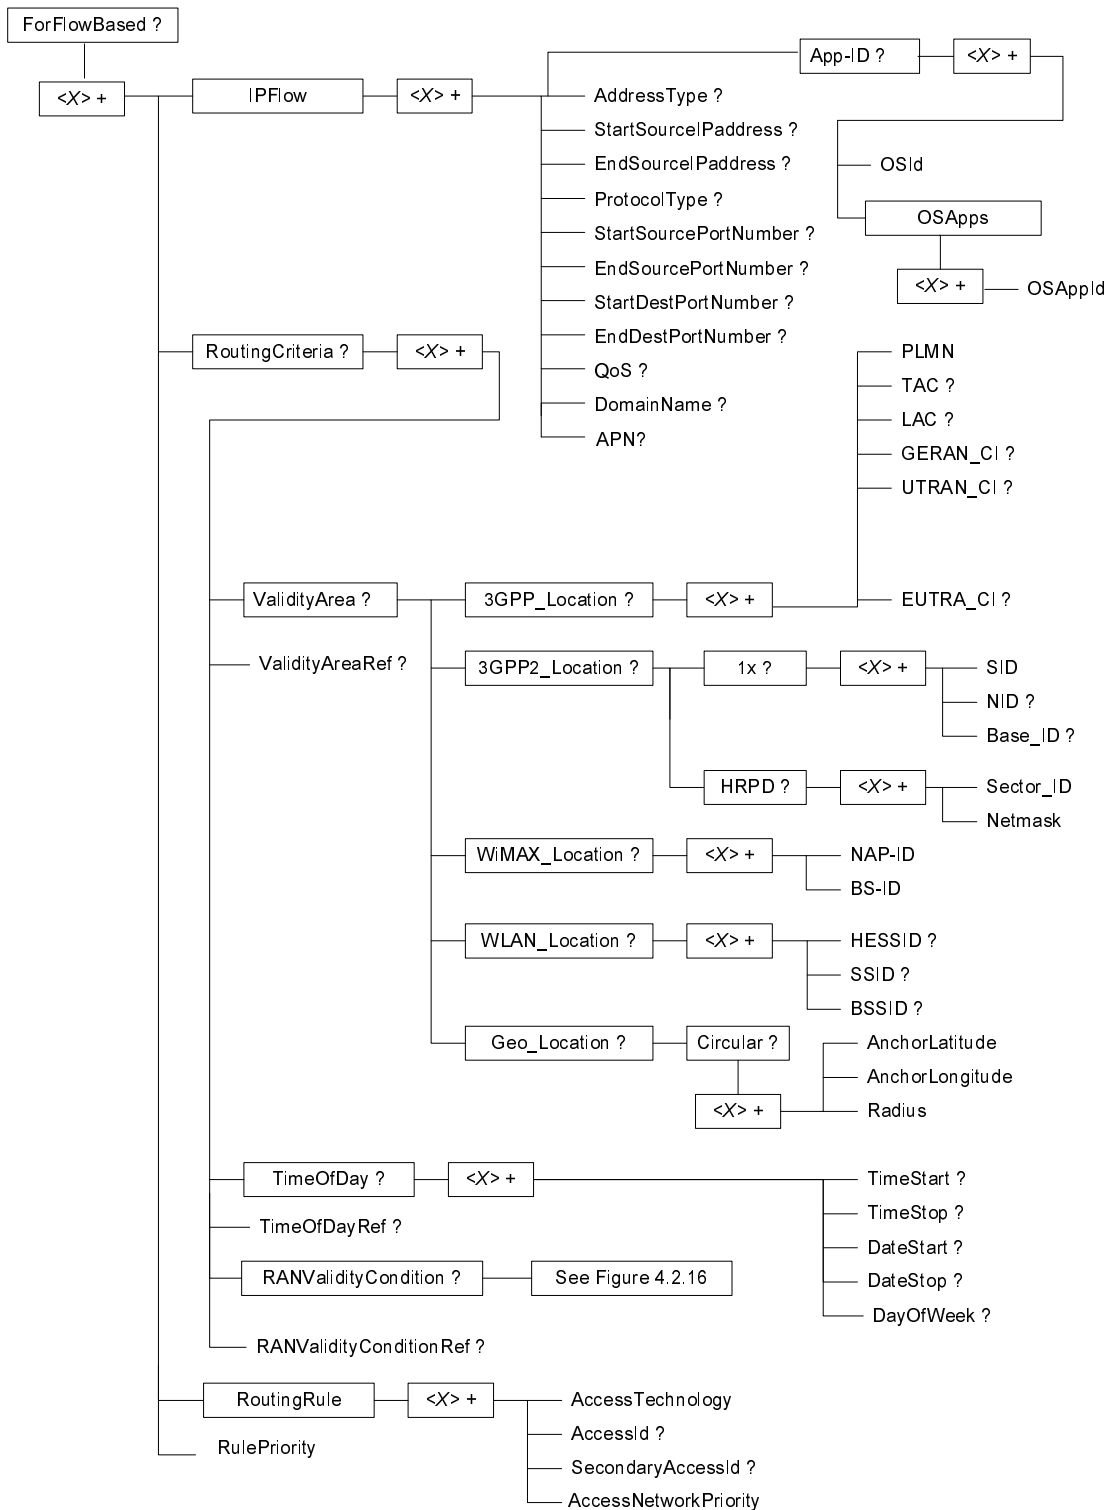 ForFlowBased ?
<X> +
IPFlow
<X> +
App-ID ?
<X> +
AddressType ?
StartSourceIPaddress ?
EndSourceIPaddress ?
ProtocolType ?
StartSourcePortNumber ?
EndSourcePortNumber ?
StartDestPortNumber ?
EndDestPortNumber ?
QoS ?
DomainName ?
APN?
OSId
OSApps
<X> +
OSAppId
RoutingCriteria ?
<X> +
ValidityArea ?
3GPP_Location ?
<X> +
PLMN
TAC ?
LAC ?
GERAN_CI ?
UTRAN_CI ?
EUTRA_CI ?
ValidityAreaRef ?
3GPP2_Location ?
1x ?
<X> +
SID
NID ?
Base_ID ?
HRPD ?
<X> +
Sector_ID
Netmask
WiMAX_Location ?
<X> +
NAP-ID
BS-ID
WLAN_Location ?
<X> +
HESSID ?
SSID ?
BSSID ?
Geo_Location ?
Circular ?
<X> +
AnchorLatitude
AnchorLongitude
Radius
TimeOfDay ?
<X> +
TimeStart ?
TimeStop ?
DateStart ?
DateStop ?
DayOfWeek ?
TimeOfDayRef ?
RANValidityCondition ?
See Figure 4.2.16
RANValidityConditionRef ?
RoutingRule
<X> +
AccessTechnology
AccessId ?
SecondaryAccessId ?
AccessNetworkPriority
RulePriority